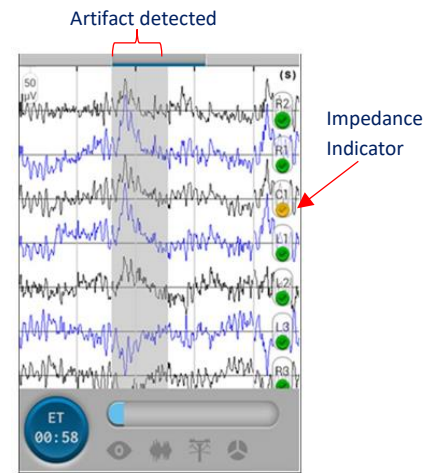 Artifact detected
(s)
50
µV
R2
R1
C1
L1
L2
L3
R3
Impedance
Indicator
ET
00:58